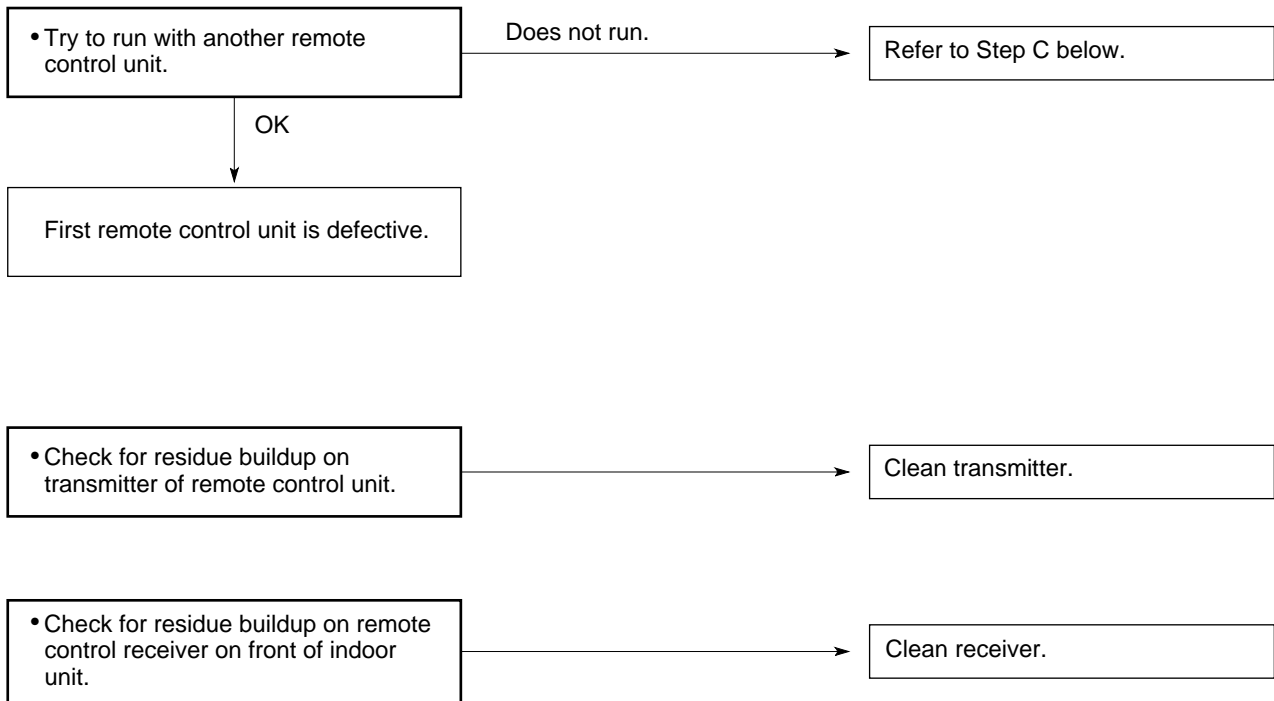 • Try to run with another remote
control unit.
Does not run.
Refer to Step C below.
OK
First remote control unit is defective.
• Check for residue buildup on
transmitter of remote control unit.
Clean transmitter.
• Check for residue buildup on remote
control receiver on front of indoor
unit.
Clean receiver.